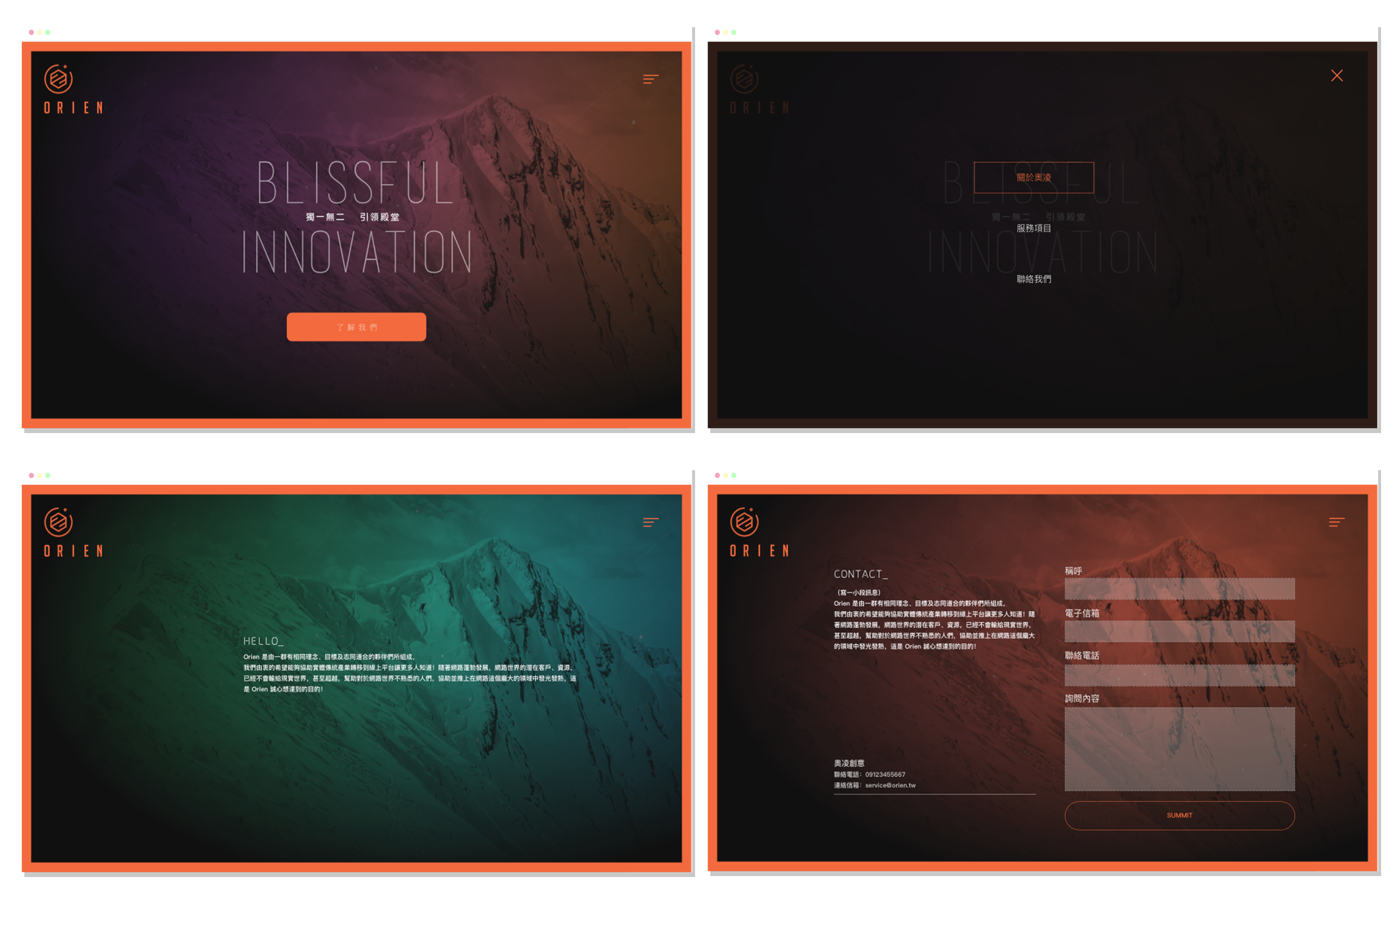 ORIEN
BLISSFUL
獨一無二 引領殿堂
INNOVATION
了解我們
ORIEN
BLISSFUL
關於奧凌
獨一無二 引領殿堂
服務項目
INNOVATION
聯絡我們
ORIEN
HELLO_
Orien 是由一群有相同理念、目標及志同道合的夥伴們所組成。
我們由衷的希望能夠協助實體傳統產業轉移到線上平台讓更多人知道！隨著網路蓬勃發展，網路世界的潛在客戶、資源，
已經不會輸給現實世界，甚至超越，幫助對於網路世界不熟悉的人們，協助並推上在網路這個龐大的領域中發光發熱，這
是 Orien 誠心想達到的目的！
ORIEN
CONTACT_
（寫一小段訊息）
Orien 是由一群有相同理念、目標及志同道合的夥伴們所組成。
我們由衷的希望能夠協助實體傳統產業轉移到線上平台讓更多人知道！隨
著網路蓬勃發展，網路世界的潛在客戶、資源，已經不會輸給現實世界，
甚至超越，幫助對於網路世界不熟悉的人們，協助並推上在網路這個龐大
的領域中發光發熱，這是 Orien 誠心想達到的目的！
奧凌創意
聯絡電話：09123455667
連絡信箱：service@orien.tw
稱呼
電子信箱
聯絡電話
詢問內容
SUMMIT